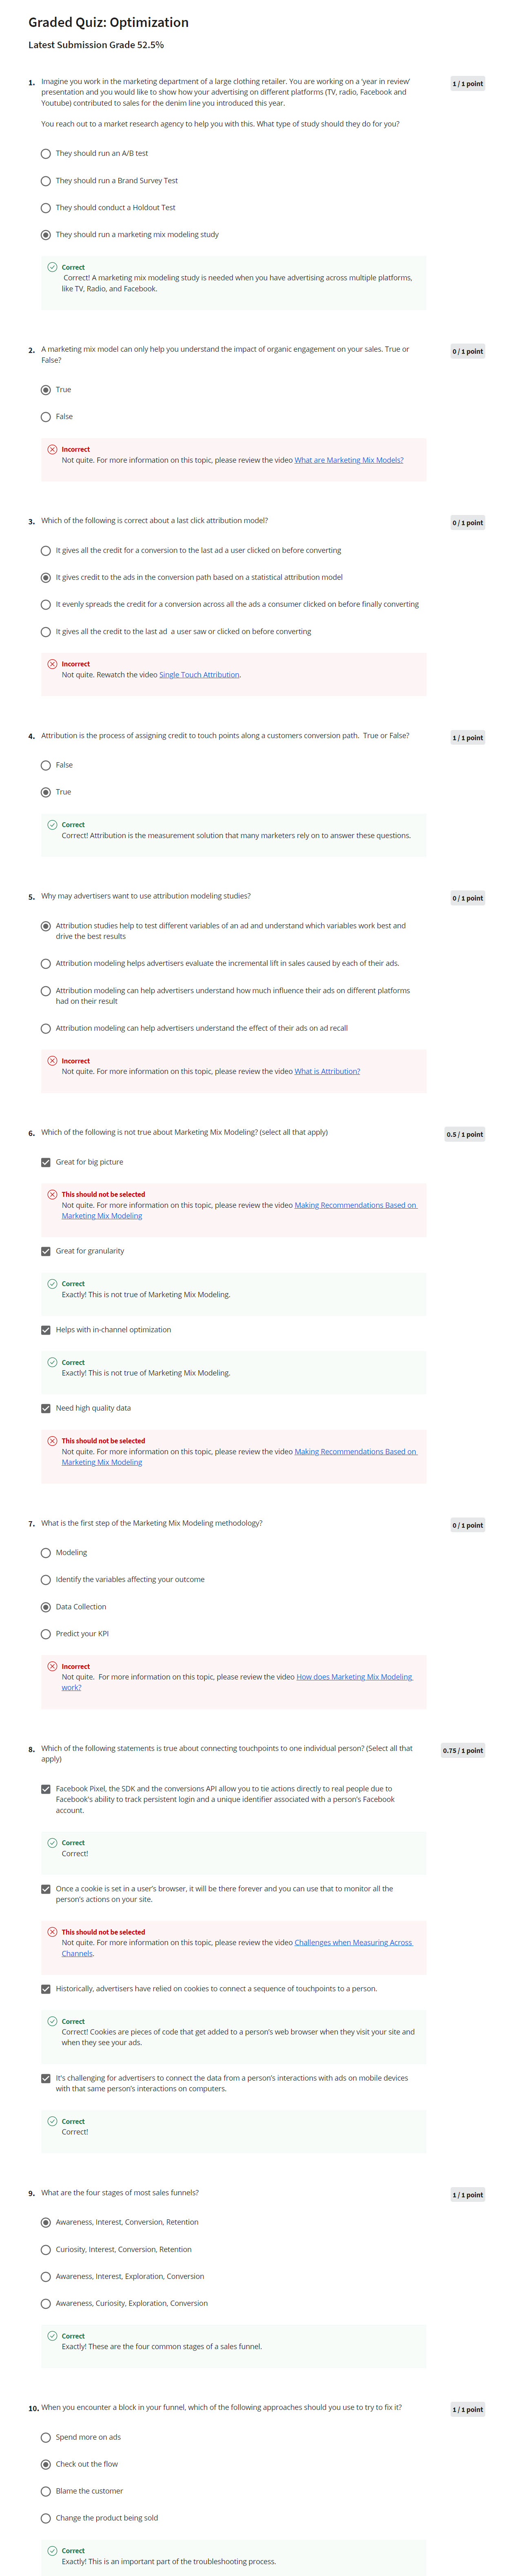 Graded Quiz: Optimization
Latest Submission Grade 52.5%
1. Imagine you work in the marketing department of a large clothing retailer. You are working on a 'year in review'
presentation and you would like to show how your advertising on different platforms (TV, radio, Facebook and
Youtube) contributed to sales for the denim line you introduced this year.
1 / 1 point
You reach out to a market research agency to help you with this. What type of study should they do for you?
They should run an A/B test
They should run a Brand Survey Test
They should conduct a Holdout Test
They should run a marketing mix modeling study
Correct
Correct! A marketing mix modeling study is needed when you have advertising across multiple platforms,
like TV, Radio, and Facebook.
2. A marketing mix model can only help you understand the impact of organic engagement on your sales. True or
False?
0 / 1 point
True
False
Incorrect
Not quite. For more information on this topic, please review the video What are Marketing Mix Models?
3. Which of the following is correct about a last click attribution model?
0 / 1 point
It gives all the credit for a conversion to the last ad a user clicked on before converting
It gives credit to the ads in the conversion path based on a statistical attribution model
It evenly spreads the credit for a conversion across all the ads a consumer clicked on before finally converting
It gives all the credit to the last ad a user saw or clicked on before converting
Incorrect
Not quite. Rewatch the video Single Touch Attribution.
4. Attribution is the process of assigning credit to touch points along a customers conversion path. True or False?
1 / 1 point
False
True
Correct
Correct! Attribution is the measurement solution that many marketers rely on to answer these questions.
5. Why may advertisers want to use attribution modeling studies?
0 / 1 point
Attribution studies help to test different variables of an ad and understand which variables work best and
drive the best results
Attribution modeling helps advertisers evaluate the incremental lift in sales caused by each of their ads.
Attribution modeling can help advertisers understand how much influence their ads on different platforms
had on their result
Attribution modeling can help advertisers understand the effect of their ads on ad recall
Incorrect
Not quite. For more information on this topic, please review the video What is Attribution?
6. Which of the following is not true about Marketing Mix Modeling? (select all that apply)
0.5 / 1 point
Great for big picture
This should not be selected
Not quite. For more information on this topic, please review the video Making Recommendations Based on
Marketing Mix Modeling
Great for granularity
Correct
Exactly! This is not true of Marketing Mix Modeling.
Helps with in-channel optimization
Correct
Exactly! This is not true of Marketing Mix Modeling.
Need high quality data
This should not be selected
Not quite. For more information on this topic, please review the video Making Recommendations Based on
Marketing Mix Modeling
7. What is the first step of the Marketing Mix Modeling methodology?
0 / 1 point
Modeling
Identify the variables affecting your outcome
Data Collection
Predict your KPI
Incorrect
Not quite. For more information on this topic, please review the video How does Marketing Mix Modeling
work?
8. Which of the following statements is true about connecting touchpoints to one individual person? (Select all that
apply)
0.75 / 1 point
Facebook Pixel, the SDK and the conversions API allow you to tie actions directly to real people due to
Facebook's ability to track persistent login and a unique identifier associated with a person's Facebook
account.
Correct
Correct!
Once a cookie is set in a user's browser, it will be there forever and you can use that to monitor all the
person's actions on your site.
This should not be selected
Not quite. For more information on this topic, please review the video Challenges when Measuring Across
Channels.
Historically, advertisers have relied on cookies to connect a sequence of touchpoints to a person.
Correct
Correct! Cookies are pieces of code that get added to a person's web browser when they visit your site and
when they see your ads.
It's challenging for advertisers to connect the data from a person's interactions with ads on mobile devices
with that same person's interactions on computers.
Correct
Correct!
9. What are the four stages of most sales funnels?
1 / 1 point
Awareness, Interest, Conversion, Retention
Curiosity, Interest, Conversion, Retention
Awareness, Interest, Exploration, Conversion
Awareness, Curiosity, Exploration, Conversion
Correct
Exactly! These are the four common stages of a sales funnel.
10. When you encounter a block in your funnel, which of the following approaches should you use to try to fix it?
1 / 1 point
Spend more on ads
Check out the flow
Blame the customer
Change the product being sold
Correct
Exactly! This is an important part of the troubleshooting process.